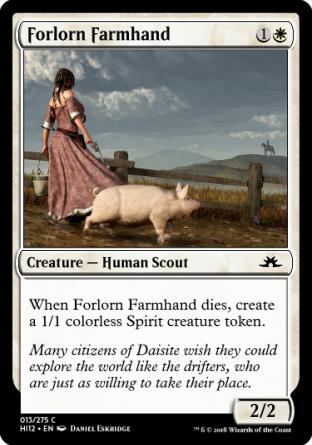 Forlorn Farmhand 1
Creature — Human Scout
When Forlorn Farmhand dies, create
a 1/1 colorless Spirit creature token.
Many citizens of Daisite wish they could
explore the world like the drifters, who
are just as willing to take their place.
2/2
013/275 C
HI12 • EN DANIEL ESKRIDGE
™ & © 2018 Wizards of the Coast